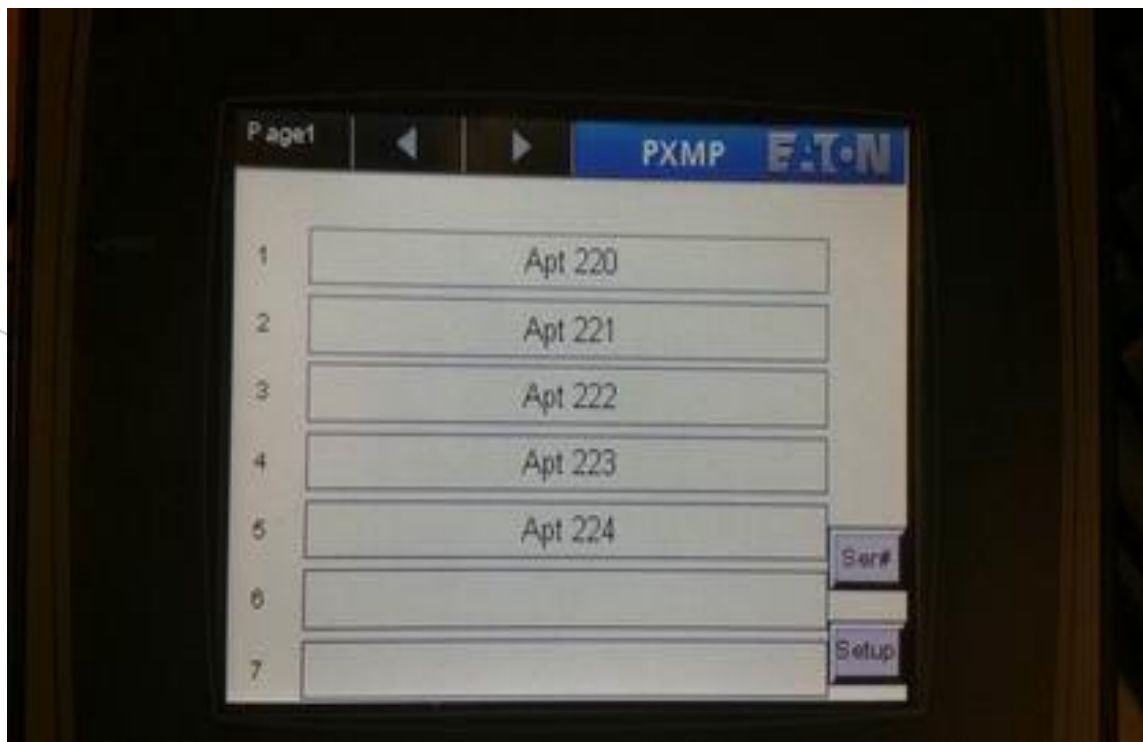 Page1 PXMP EATON
1 Apt 220
2 Apt 221
3 Apt 222
4 Apt 223
5 Apt 224
Ser#
6
Setup
7